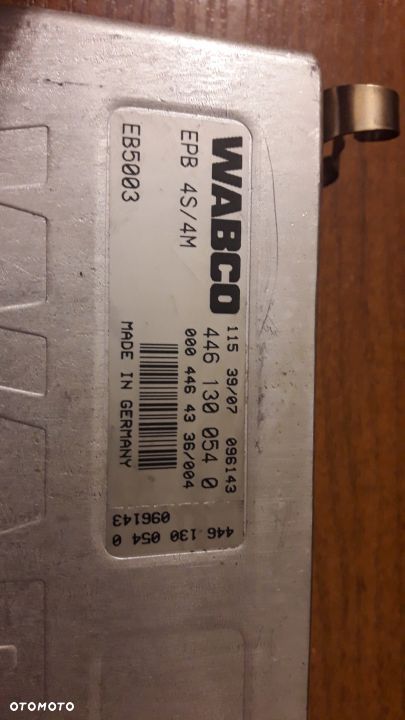 WABCO
115 39/07 096143
446 130 054 0
EPB 4S/4M
000 446 43 36/004
EB5003
MADE IN GERMANY
446 130 054 0
096143
OTOMOTO